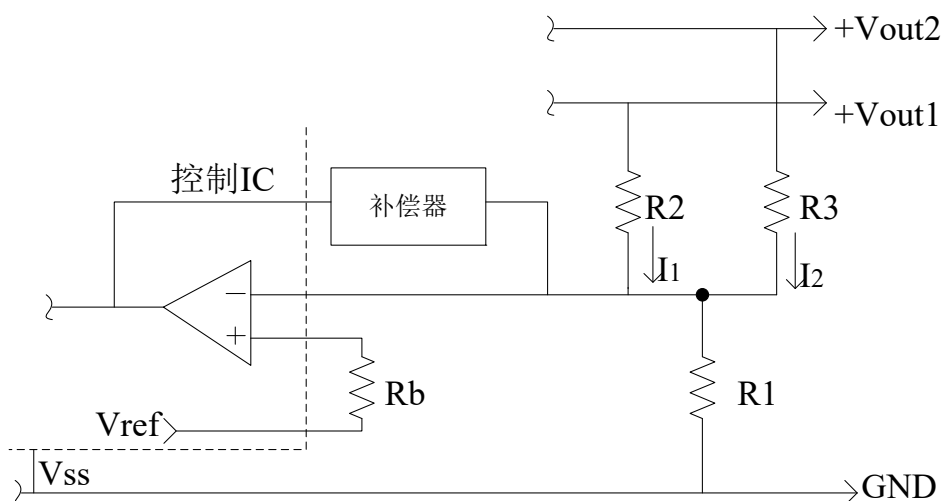 +Vout2
+Vout1
控制IC
补偿器
R2
R3
I1
I2
−
+
Rb
R1
Vref
Vss
GND